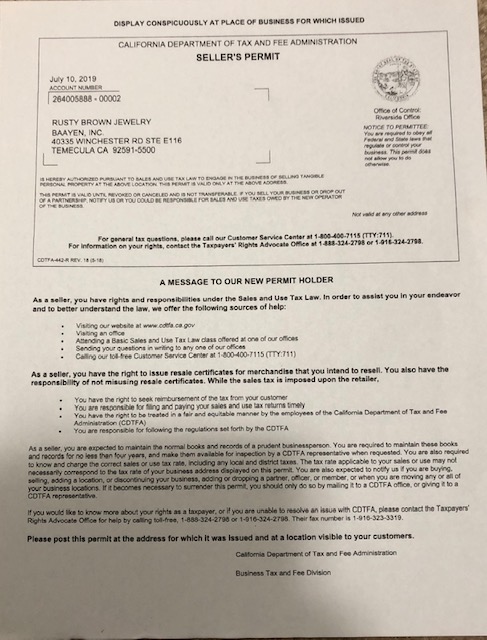 DISPLAY CONSPICUOUSLY AT PLACE OF BUSINESS FOR WHICH ISSUED
CALIFORNIA DEPARTMENT OF TAX AND FEE ADMINISTRATION
SELLER'S PERMIT
July 10, 2019
ACCOUNT NUMBER
264005888 - 00002
RUSTY BROWN JEWELRY
BAAYEN, INC.
40335 WINCHESTER RD STE E116
TEMECULA CA 92591-5500
Office of Control:
Riverside Office
NOTICE TO PERMITTEE:
You are required to obey all
Federal and State laws that
regulate or control your
business. This permit does
not allow you to do
otherwise.
IS HEREBY AUTHORIZED PURSUANT TO SALES AND USE TAX LAW TO ENGAGE IN THE BUSINESS OF SELLING TANGIBLE
PERSONAL PROPERTY AT THE ABOVE LOCATION. THIS PERMIT IS VALID ONLY AT THE ABOVE ADDRESS.
THIS PERMIT IS VALID UNTIL REVOKED OR CANCELED AND IS NOT TRANSFERABLE. IF YOU SELL YOUR BUSINESS OR DROP OUT
OF A PARTNERSHIP, NOTIFY US OR YOU COULD BE RESPONSIBLE FOR SALES AND USE TAXES OWED BY THE NEW OPERATOR
OF THE BUSINESS.
Not valid at any other address
For general tax questions, please call our Customer Service Center at 1-800-400-7115 (TTY:711).
For information on your rights, contact the Taxpayers' Rights Advocate Office at 1-888-324-2798 or 1-916-324-2798.
CDTFA-442-R REV. 18 (5-18)
A MESSAGE TO OUR NEW PERMIT HOLDER
As a seller, you have rights and responsibilities under the Sales and Use Tax Law. In order to assist you in your endeavor
and to better understand the law, we offer the following sources of help:
• Visiting our website at www.cdtfa.ca.gov
• Visiting an office
• Attending a Basic Sales and Use Tax Law class offered at one of our offices
• Sending your questions in writing to any one of our offices
• Calling our toll-free Customer Service Center at 1-800-400-7115 (TTY:711)
As a seller, you have the right to issue resale certificates for merchandise that you intend to resell. You also have the
responsibility of not misusing resale certificates. While the sales tax is imposed upon the retailer,
• You have the right to seek reimbursement of the tax from your customer
• You are responsible for filing and paying your sales and use tax returns timely
• You have the right to be treated in a fair and equitable manner by the employees of the California Department of Tax and Fee
Administration (CDTFA)
• You are responsible for following the regulations set forth by the CDTFA
As a seller, you are expected to maintain the normal books and records of a prudent businessperson. You are required to maintain these books
and records for no less than four years, and make them available for inspection by a CDTFA representative when requested. You are also required
to know and charge the correct sales or use tax rate, including any local and district taxes. The tax rate applicable to your sales or use may not
necessarily correspond to the tax rate of your business address displayed on this permit. You are also expected to notify us if you are buying,
selling, adding a location, or discontinuing your business, adding or dropping a partner, officer, or member, or when you are moving any or all of
your business locations. If it becomes necessary to surrender this permit, you should only do so by mailing it to a CDTFA office, or giving it to a
CDTFA representative.
If you would like to know more about your rights as a taxpayer, or if you are unable to resolve an issue with CDTFA, please contact the Taxpayers'
Rights Advocate Office for help by calling toll-free, 1-888-324-2798 or 1-916-324-2798. Their fax number is 1-916-323-3319.
Please post this permit at the address for which it was issued and at a location visible to your customers.
California Department of Tax and Fee Administration
Business Tax and Fee Division